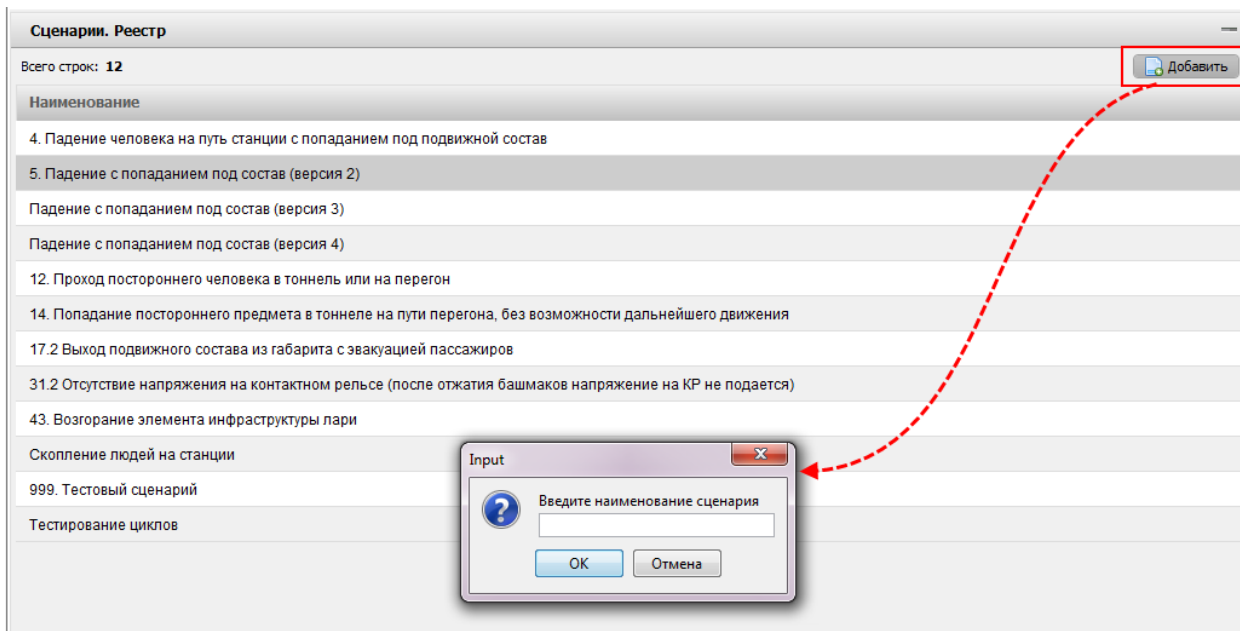 Сценарии. Реестр
Всего строк: 12
Добавить
Наименование
4. Падение человека на путь станции с попаданием под подвижной состав
5. Падение с попаданием под состав (версия 2)
Падение с попаданием под состав (версия 3)
Падение с попаданием под состав (версия 4)
12. Проход постороннего человека в тоннель или на перегон
14. Попадание постороннего предмета в тоннеле на пути перегона, без возможности дальнейшего движения
17.2 Выход подвижного состава из габарита с эвакуацией пассажиров
31.2 Отсутствие напряжения на контактном рельсе (после отжатия башмаков напряжение на КР не подается)
43. Возгорание элемента инфраструктуры лари
Скопление людей на станции
999. Тестовый сценарий
Тестирование циклов
Input
Введите наименование сценария
OK
Отмена